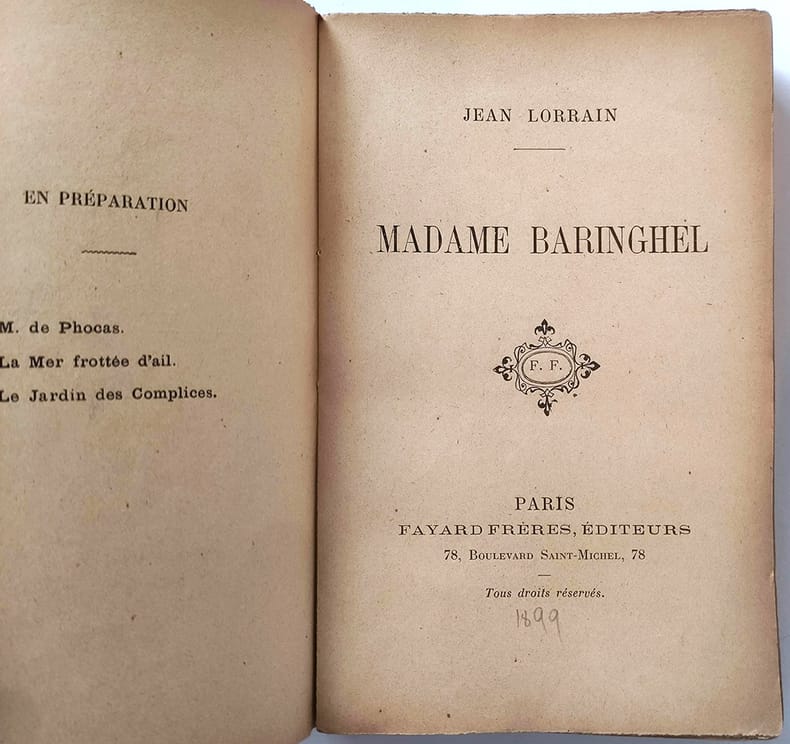 EN PRÉPARATION
M. de Phocas.
La Mer frottée d'ail.
Le Jardin des Complices.
JEAN LORRAIN
MADAME BARINGHEL
F. F.
PARIS
FAYARD FRÈRES, ÉDITEURS
78, Boulevard Saint-Michel, 78
Tous droits réservés.
1899